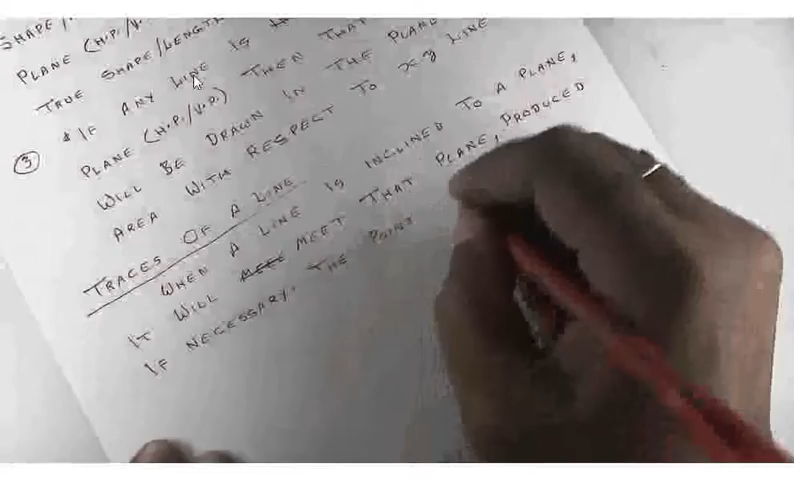 SHAPE/
PLANE (H.P./V.
TRUE SHAPE/LENGTH
* IF ANY LINE IS
③ PLANE (H.P./V.P.) THEN THAT
WILL BE DRAWN IN THE PLANE
AREA WITH RESPECT TO xy LINE
TRACES OF A LINE
WHEN A LINE IS INCLINED TO A PLANE,
IT WILL MEET THAT PLANE, PRODUCED
IF NECESSARY. THE POINT